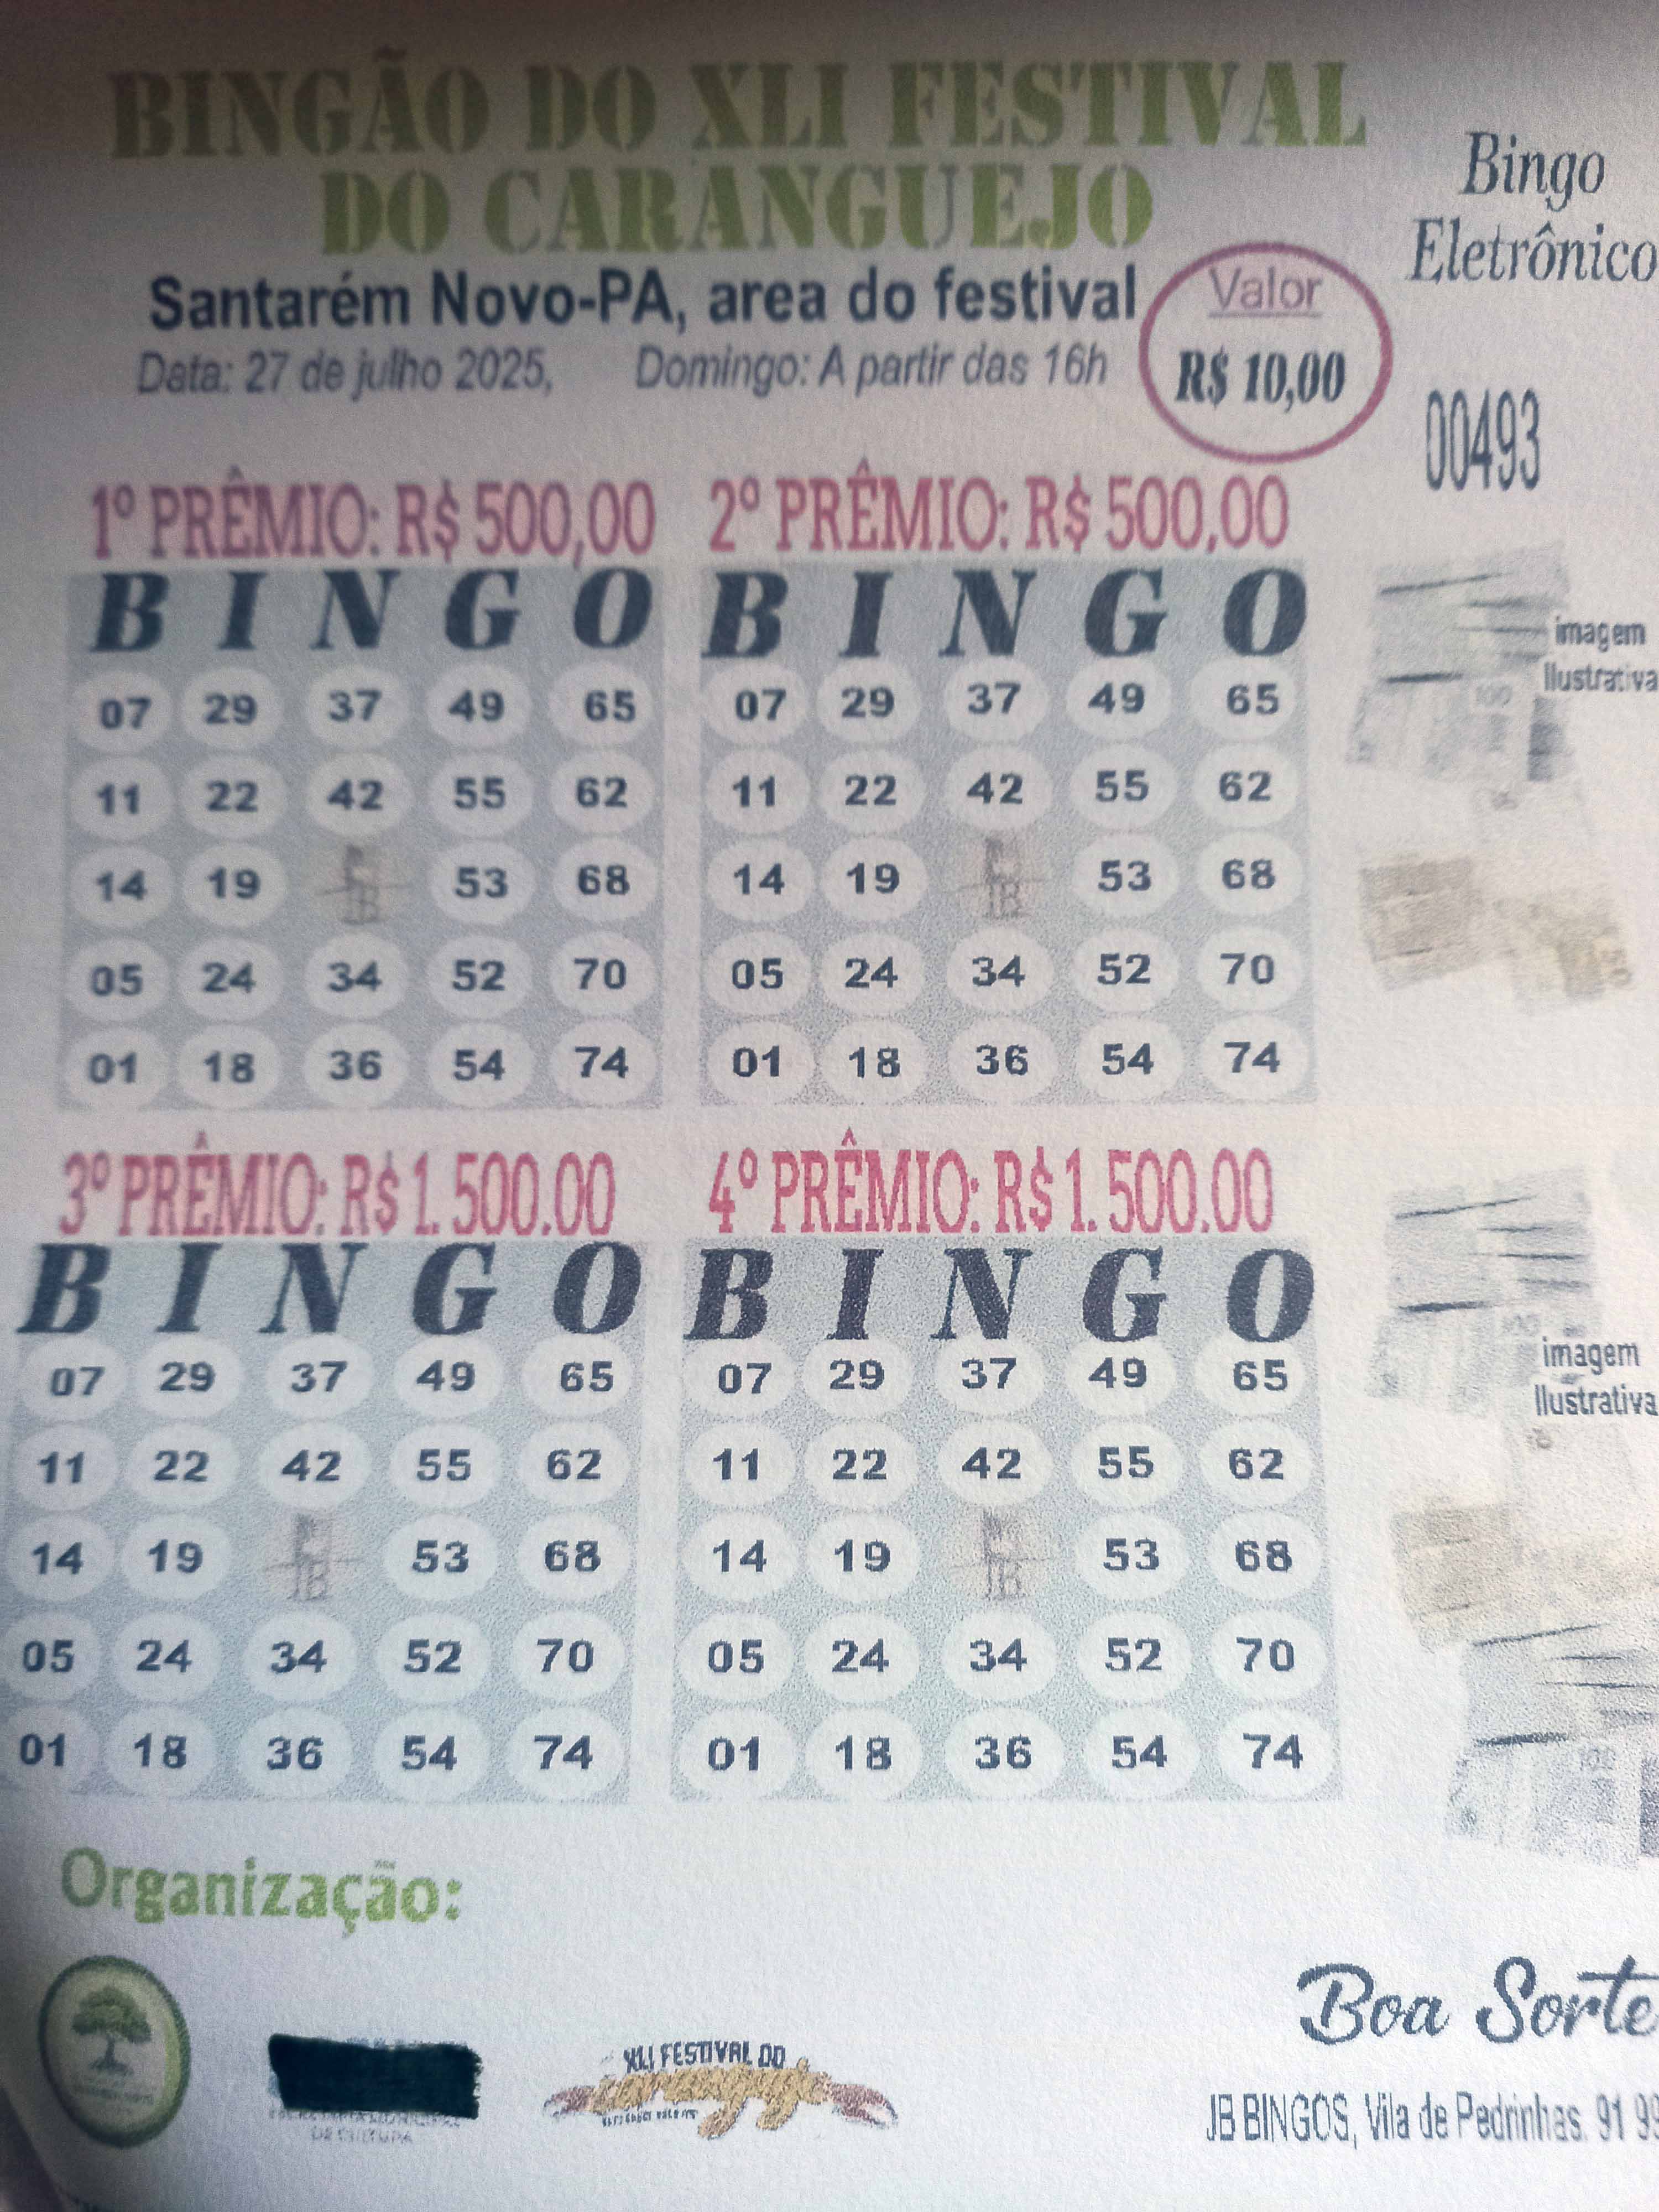 BINGÃO DO XLI FESTIVAL
DO CARANGUEJO
Bingo
Eletrônico
Santarém Novo-PA, area do festival
Data: 27 de julho 2025, Domingo: A partir das 16h
Valor
R$ 10,00
00493
1º PRÊMIO: R$ 500,00
B I N G O
07 29 37 49 65
11 22 42 55 62
14 19 JB 53 68
05 24 34 52 70
01 18 36 54 74
2º PRÊMIO: R$ 500,00
B I N G O
07 29 37 49 65
11 22 42 55 62
14 19 JB 53 68
05 24 34 52 70
01 18 36 54 74
imagem
Ilustrativa
100
3º PRÊMIO: R$ 1.500.00
B I N G O
07 29 37 49 65
11 22 42 55 62
14 19 JB 53 68
05 24 34 52 70
01 18 36 54 74
4º PRÊMIO: R$ 1.500.00
B I N G O
07 29 37 49 65
11 22 42 55 62
14 19 JB 53 68
05 24 34 52 70
01 18 36 54 74
imagem
Ilustrativa
100
Organização:
DE CULTURA
XLI FESTIVAL DO
caranguejo
Boa Sorte
JB BINGOS, Vila de Pedrinhas. 91 99